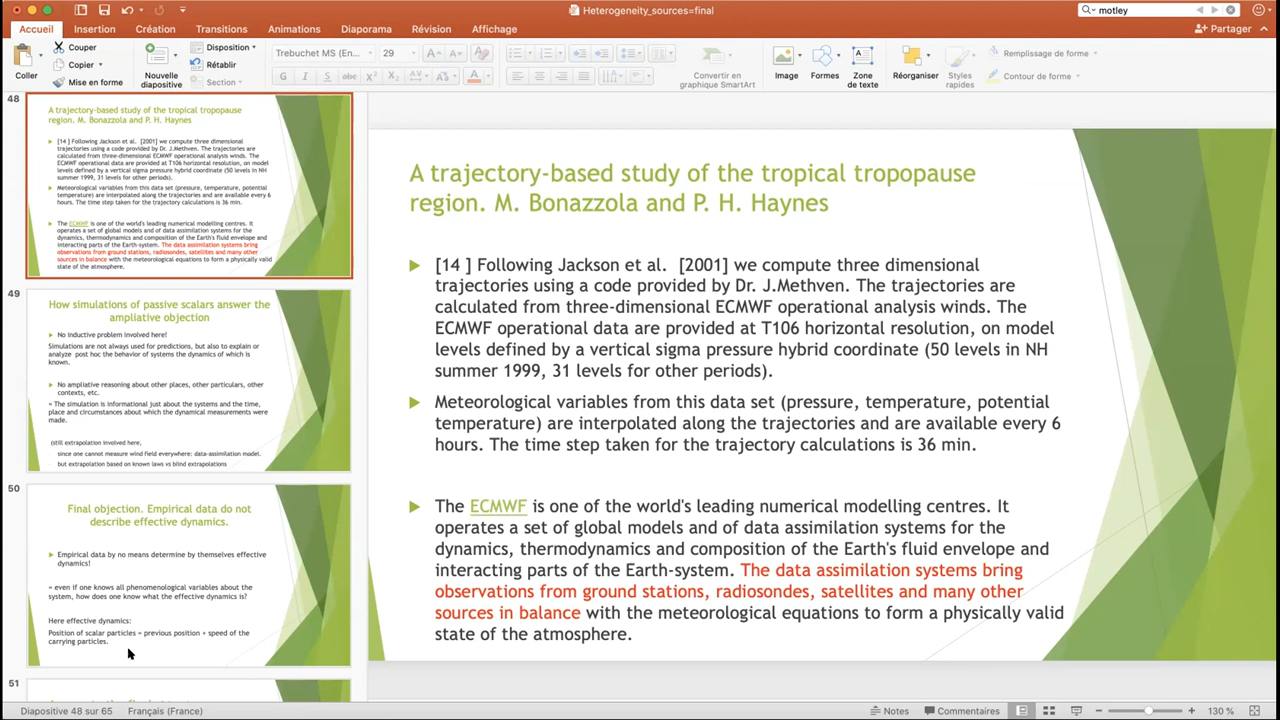 Heterogeneity_sources=final
motley
Accueil Insertion Création Transitions Animations Diaporama Révision Affichage Partager
Coller
Couper
Copier
Mise en forme
Nouvelle
diapositive
Disposition
Rétablir
Section
Trebuchet MS (En... 29
Convertir en
graphique SmartArt
Image
Formes
Zone
de texte
Réorganiser
Styles
rapides
Remplissage de forme
Contour de forme
48
A trajectory-based study of the tropical tropopause
region. M. Bonazzola and P. H. Haynes
[14 ] Following Jackson et al. [2001] we compute three dimensional
trajectories using a code provided by Dr. J.Methven. The trajectories are
calculated from three-dimensional ECMWF operational analysis winds. The
ECMWF operational data are provided at T106 horizontal resolution, on model
levels defined by a vertical sigma pressure hybrid coordinate (50 levels in NH
summer 1999, 31 levels for other periods).
Meteorological variables from this data set (pressure, temperature, potential
temperature) are interpolated along the trajectories and are available every 6
hours. The time step taken for the trajectory calculations is 36 min.
The ECMWF is one of the world's leading numerical modelling centres. It
operates a set of global models and of data assimilation systems for the
dynamics, thermodynamics and composition of the Earth's fluid envelope and
interacting parts of the Earth-system. The data assimilation systems bring
observations from ground stations, radiosondes, satellites and many other
sources in balance with the meteorological equations to form a physically valid
state of the atmosphere.
49
How simulations of passive scalars answer the
ampliative objection
No inductive problem involved here!
Simulations are not always used for predictions, but also to explain or
analyze post hoc the behavior of systems the dynamics of which is
known.
No ampliative reasoning about other places, other particulars, other
contexts, etc.
= The simulation is informational just about the systems and the time,
place and circumstances about which the dynamical measurements were
made.
(still extrapolation involved here,
since one cannot measure wind field everywhere: data-assimilation model.
but extrapolation based on known laws vs blind extrapolations
50
Final objection. Empirical data do not
describe effective dynamics.
Empirical data by no means determine by themselves effective
dynamics!
= even if one knows all phenomenological variables about the
system, how does one know what the effective dynamics is?
Here effective dynamics:
Position of scalar particles = previous position + speed of the
carrying particles.
51
A trajectory-based study of the tropical tropopause
region. M. Bonazzola and P. H. Haynes
[14 ] Following Jackson et al. [2001] we compute three dimensional
trajectories using a code provided by Dr. J.Methven. The trajectories are
calculated from three-dimensional ECMWF operational analysis winds. The
ECMWF operational data are provided at T106 horizontal resolution, on model
levels defined by a vertical sigma pressure hybrid coordinate (50 levels in NH
summer 1999, 31 levels for other periods).
Meteorological variables from this data set (pressure, temperature, potential
temperature) are interpolated along the trajectories and are available every 6
hours. The time step taken for the trajectory calculations is 36 min.
The ECMWF is one of the world's leading numerical modelling centres. It
operates a set of global models and of data assimilation systems for the
dynamics, thermodynamics and composition of the Earth's fluid envelope and
interacting parts of the Earth-system. The data assimilation systems bring
observations from ground stations, radiosondes, satellites and many other
sources in balance with the meteorological equations to form a physically valid
state of the atmosphere.
Diapositive 48 sur 65 Français (France) Notes Commentaires 130 %